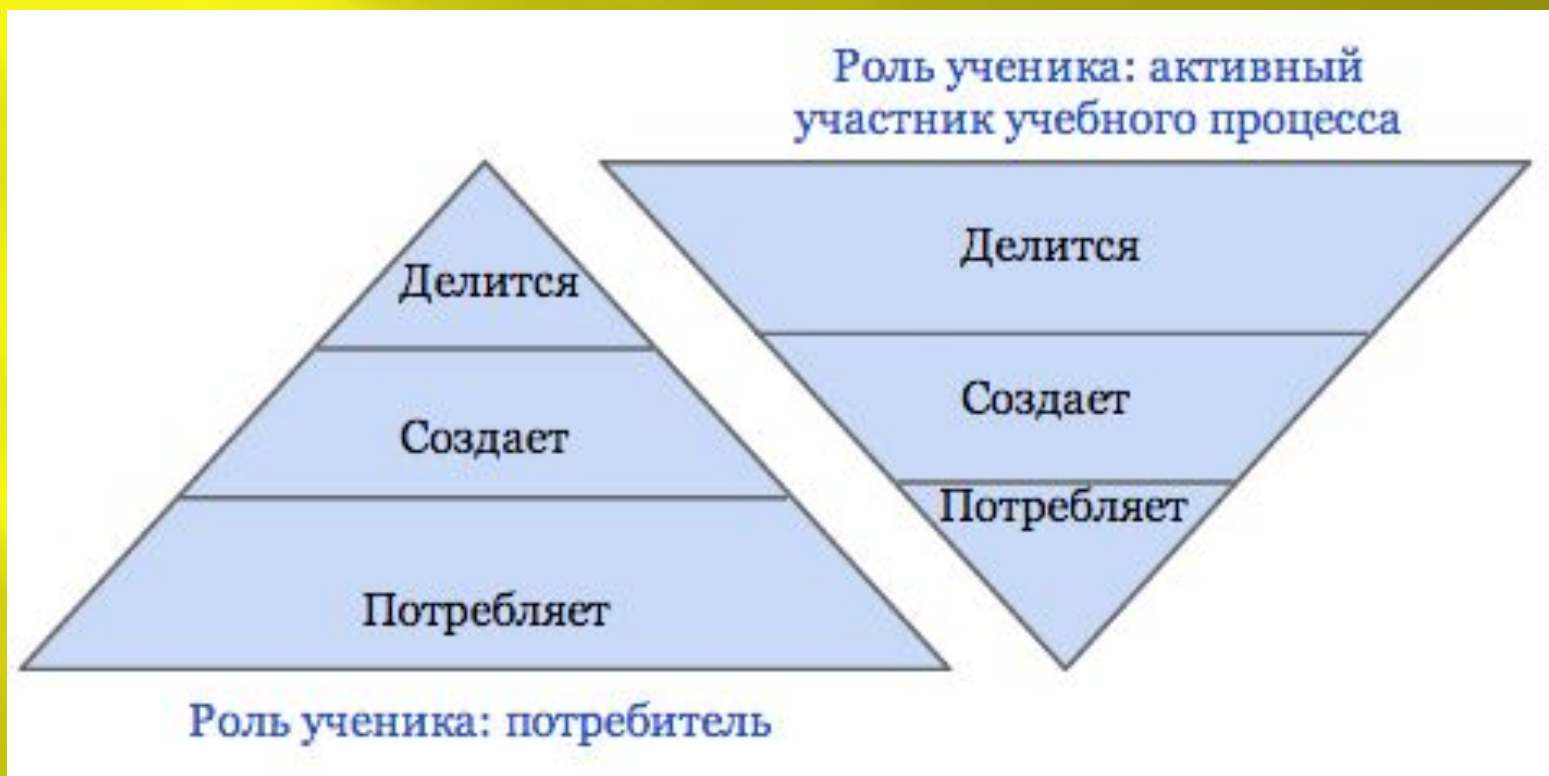 Роль ученика: активный
участник учебного процесса
Делится
Создает
Потребляет
Делится
Создает
Потребляет
Роль ученика: потребитель